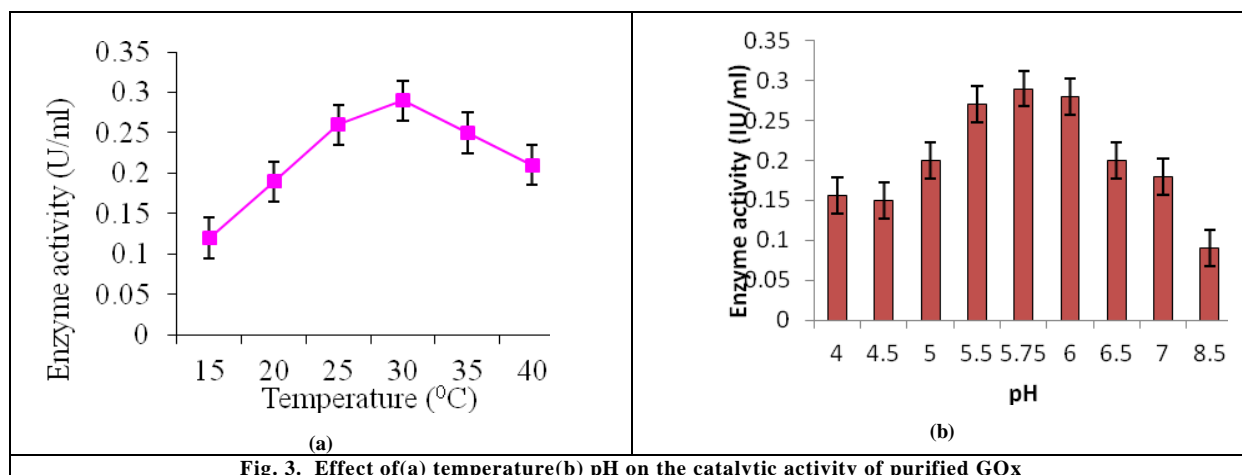 Enzyme activity (U/ml)
0.35
0.3
0.25
0.2
0.15
0.1
0.05
0
15 20 25 30 35 40
Temperature (⁰C)
(a)
Enzyme activity (IU/ml)
0.35
0.3
0.25
0.2
0.15
0.1
0.05
0
4 4.5 5 5.5 5.75 6 6.5 7 8.5
pH
(b)
Fig. 3. Effect of(a) temperature(b) pH on the catalytic activity of purified GOx